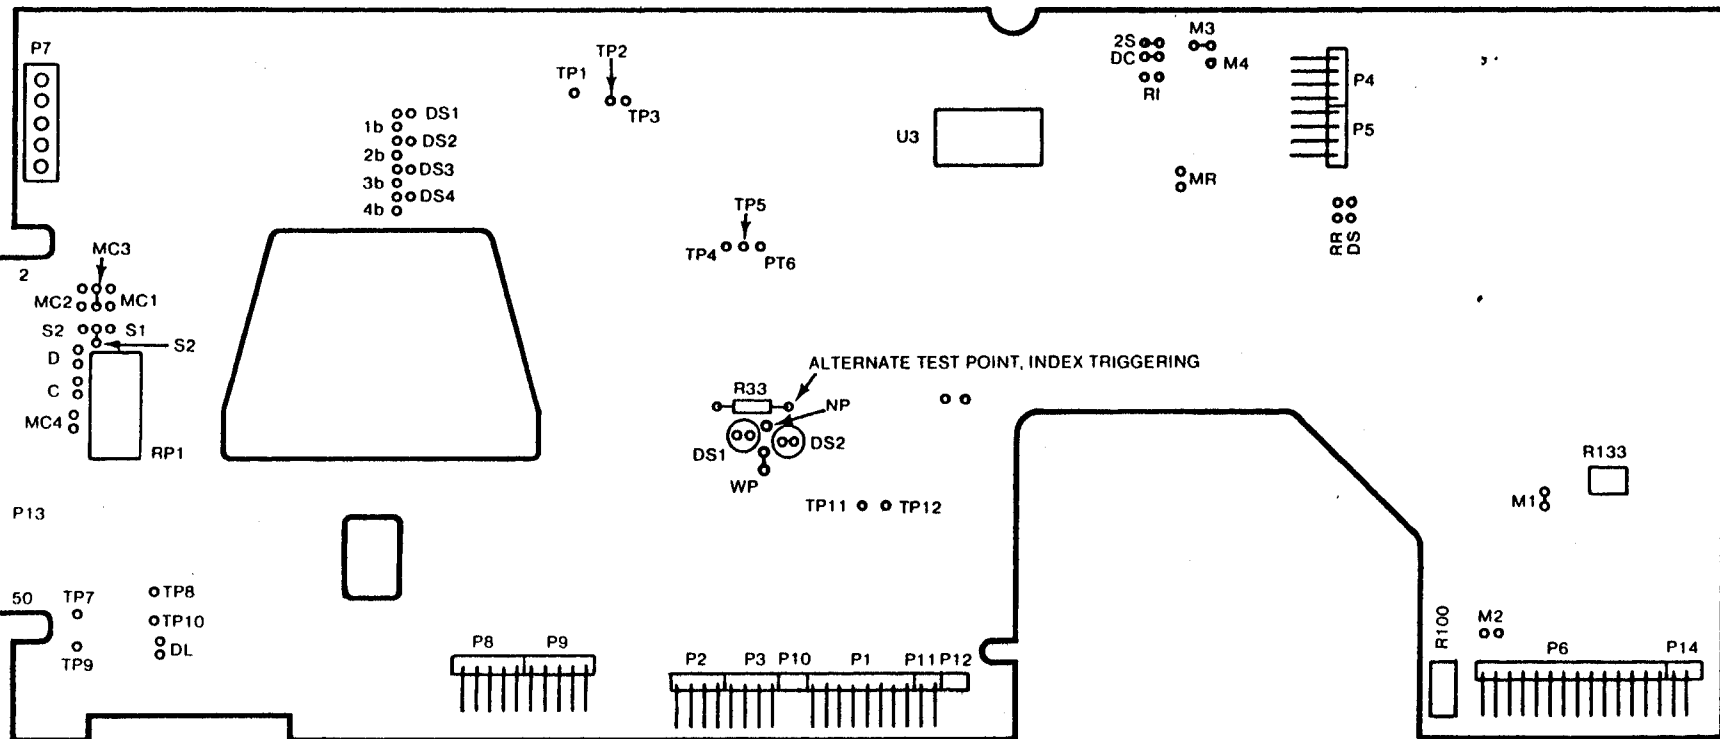 P7
TP2
TP1
TP3
2S
M3
DC
M4
RI
P4
P5
DS1
1b
DS2
2b
DS3
3b
DS4
4b
U3
MR
TP5
TP4
PT6
RR
DS
MC3
2
MC2
MC1
S2
S1
S2
D
C
MC4
RP1
ALTERNATE TEST POINT, INDEX TRIGGERING
R33
NP
DS1
DS2
WP
TP11
TP12
R133
M1
P13
50
TP7
TP8
TP10
DL
TP9
P8
P9
P2
P3
P10
P1
P11
P12
R100
M2
P6
P14